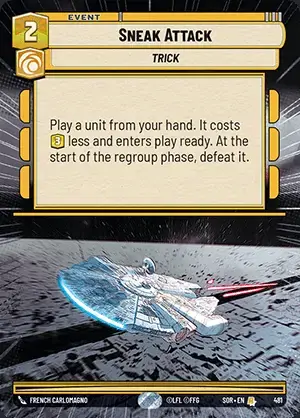 EVENT
2
SNEAK ATTACK
TRICK
Play a unit from your hand. It costs
3 less and enters play ready. At the
start of the regroup phase, defeat it.
FRENCH CARLOMAGNO
©LFL ©FFG
SOR • EN
481